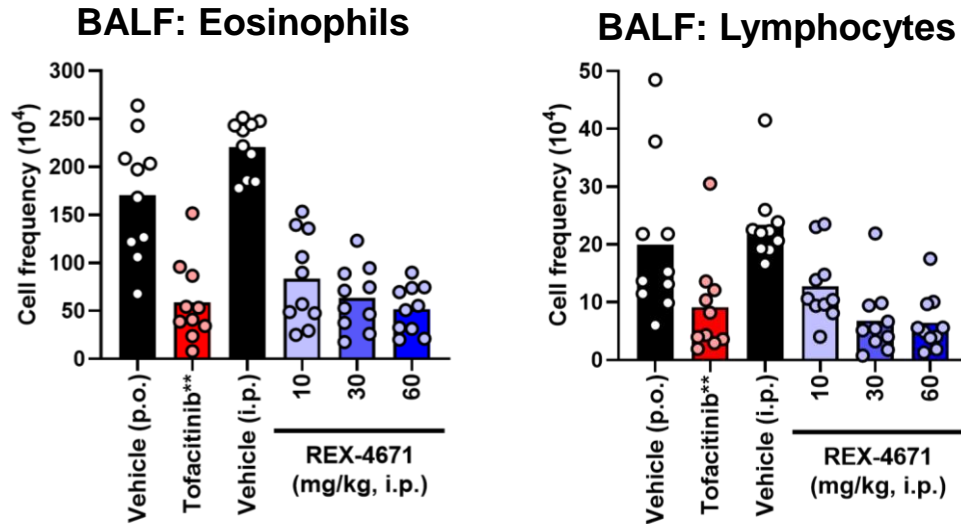 BALF: Eosinophils
Cell frequency (10⁴)
300
250
200
150
100
50
0
Vehicle (p.o.)
Tofacitinib**
Vehicle (i.p.)
10
30
60
REX-4671
(mg/kg, i.p.)
BALF: Lymphocytes
Cell frequency (10⁴)
50
40
30
20
10
0
Vehicle (p.o.)
Tofacitinib**
Vehicle (i.p.)
10
30
60
REX-4671
(mg/kg, i.p.)